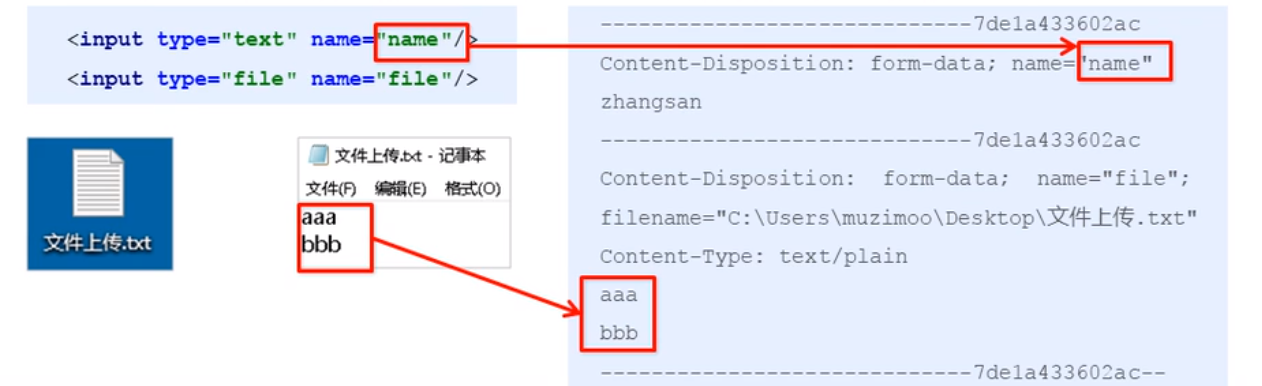 <input type="text" name="name"/>
<input type="file" name="file"/>
文件上传.txt
文件上传.txt - 记事本
文件(F) 编辑(E) 格式(O)
aaa
bbb
-----------------------------7de1a433602ac
Content-Disposition: form-data; name="name"
zhangsan
-----------------------------7de1a433602ac
Content-Disposition: form-data; name="file";
filename="C:\Users\muzimoo\Desktop\文件上传.txt"
Content-Type: text/plain
aaa
bbb
-----------------------------7de1a433602ac--